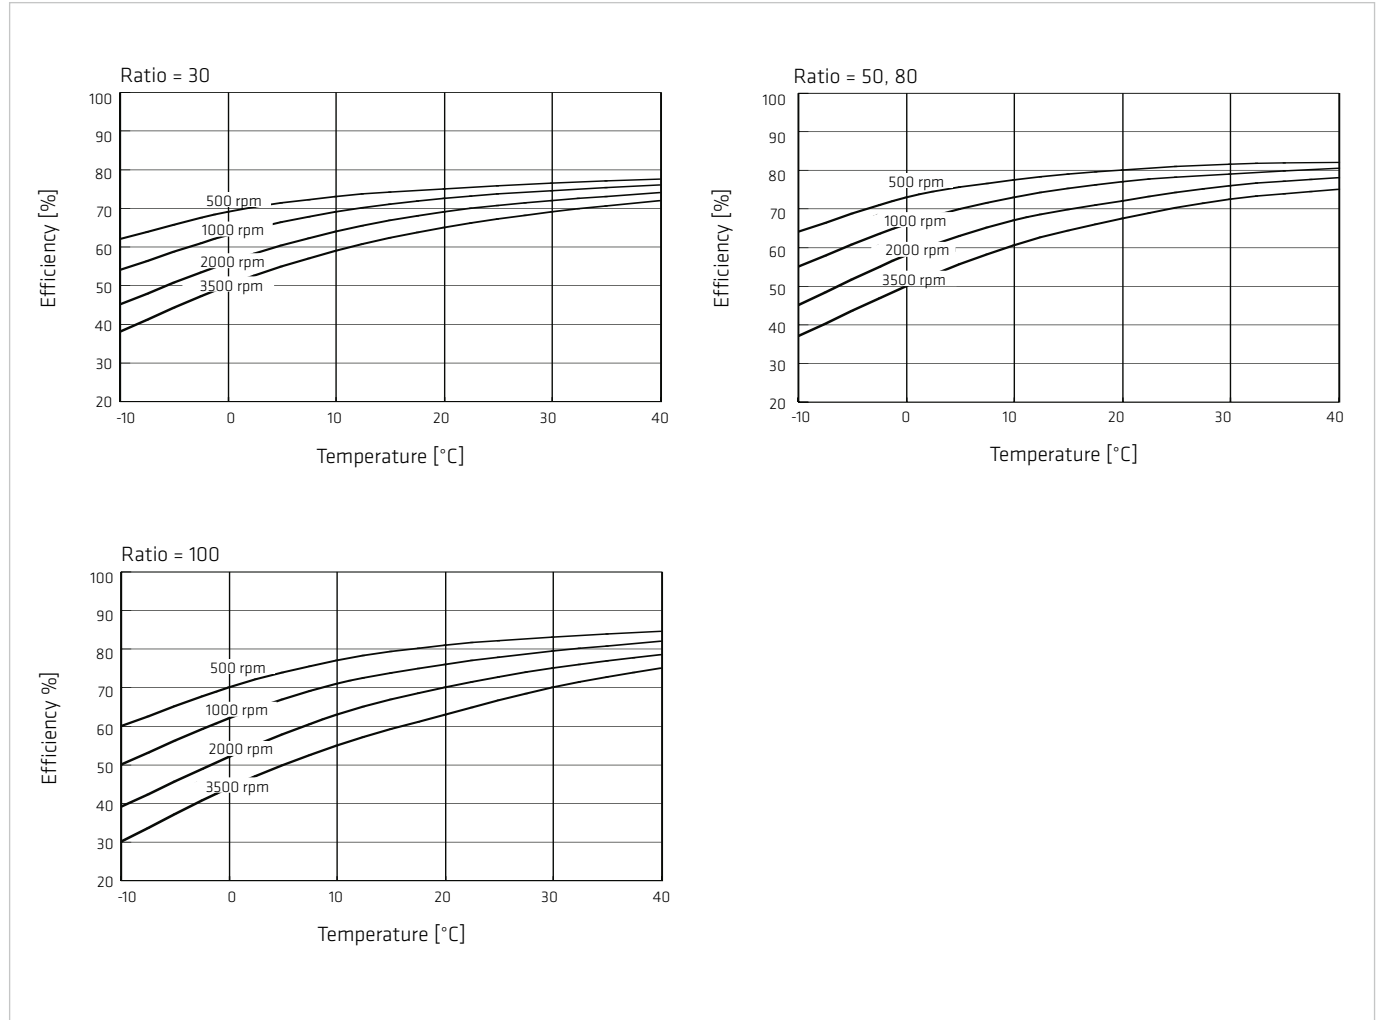 Ratio = 30
100
90
80
70
60
50
40
30
20
Efficiency [%]
500 rpm
1000 rpm
2000 rpm
3500 rpm
-10 0 10 20 30 40
Temperature [°C]
Ratio = 50, 80
100
90
80
70
60
50
40
30
20
Efficiency [%]
500 rpm
1000 rpm
2000 rpm
3500 rpm
-10 0 10 20 30 40
Temperature [°C]
Ratio = 100
100
90
80
70
60
50
40
30
20
Efficiency %]
500 rpm
1000 rpm
2000 rpm
3500 rpm
-10 0 10 20 30 40
Temperature [°C]